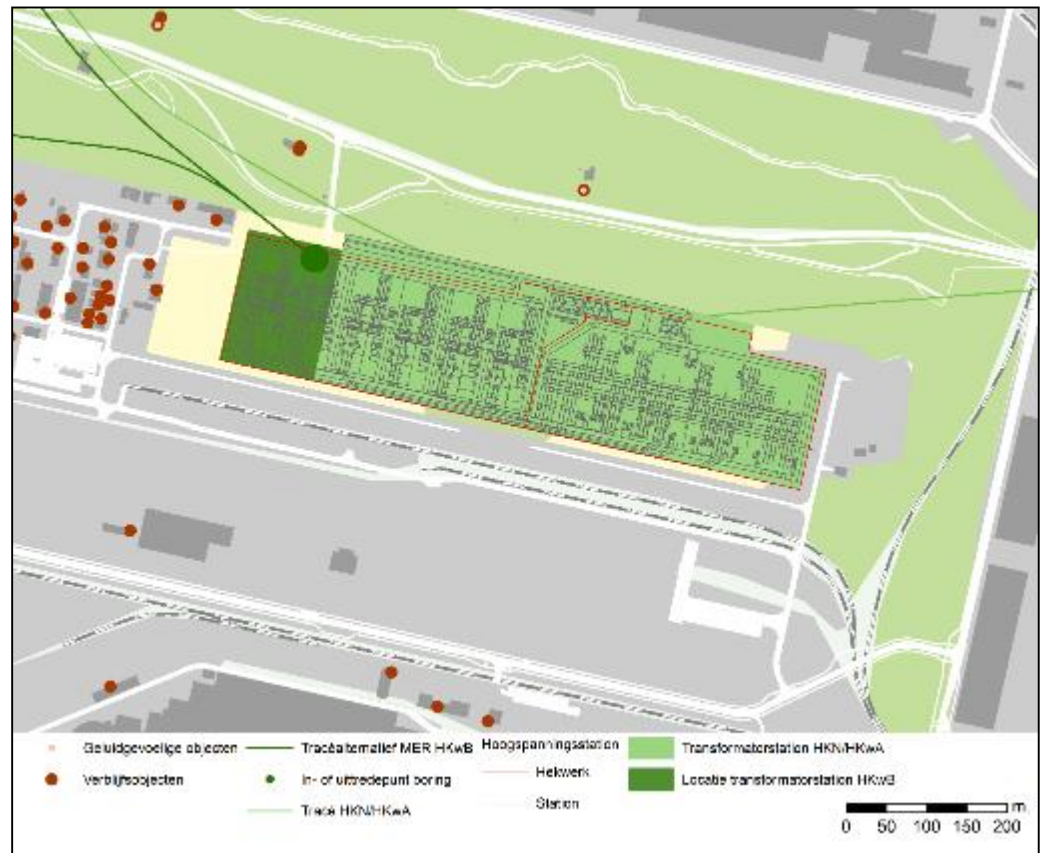 Geluidgevoelige objecten
Verblijfsobjecten
Tracéalternatief MER HKwB
In- of uittredepunt boring
Tracé HKN/HKwA
Hoogspanningsstation
Hekwerk
Station
Transformatorstation HKN/HKwA
Locatie transformatorstation HKwB
m
0 50 100 150 200